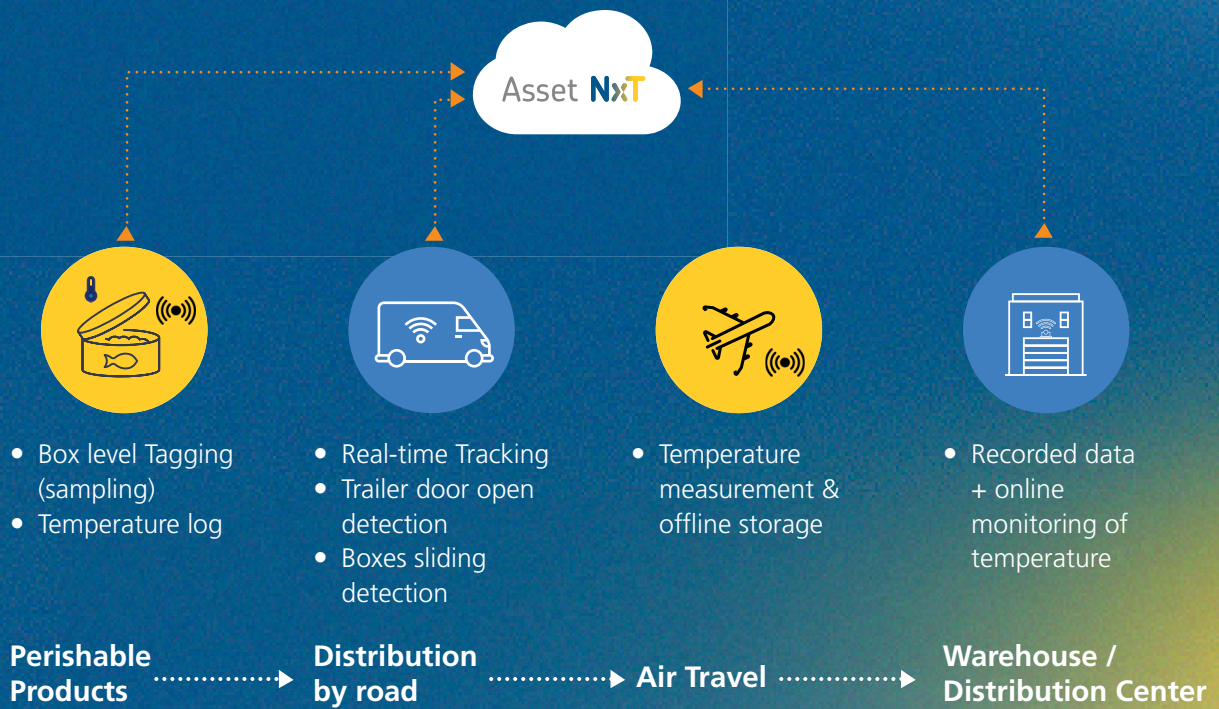 Asset NxT
• Box level Tagging
(sampling)
• Temperature log
• Real-time Tracking
• Trailer door open
detection
• Boxes sliding
detection
• Temperature
measurement &
offline storage
• Recorded data
+ online
monitoring of
temperature
Perishable
Products
Distribution
by road
Air Travel
Warehouse /
Distribution Center